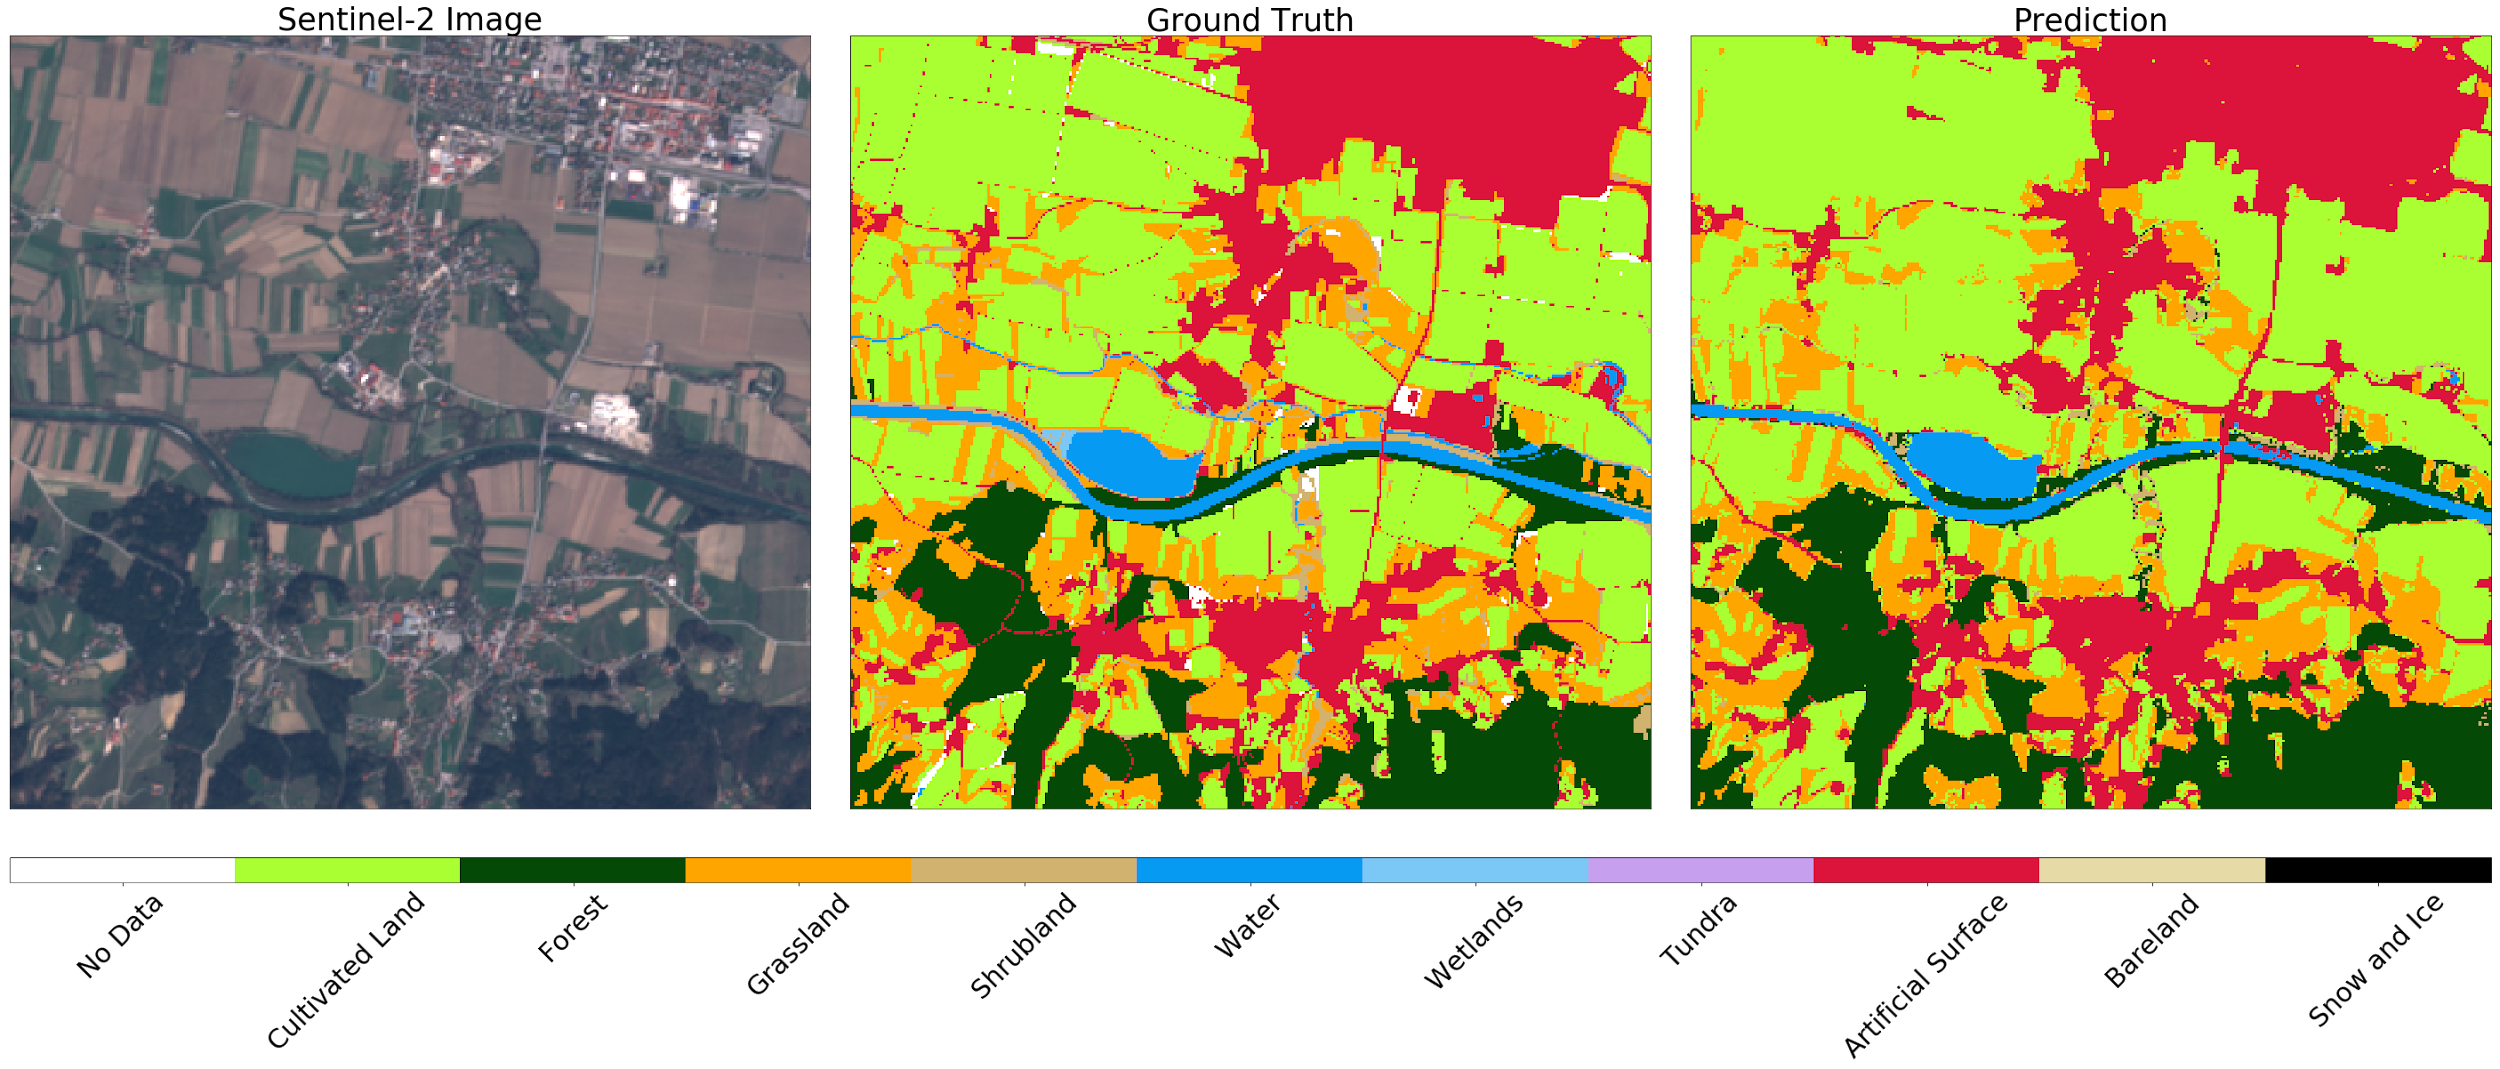 Sentinel-2 Image
Ground Truth
Prediction
No Data
Cultivated Land
Forest
Grassland
Shrubland
Water
Wetlands
Tundra
Artificial Surface
Bareland
Snow and Ice